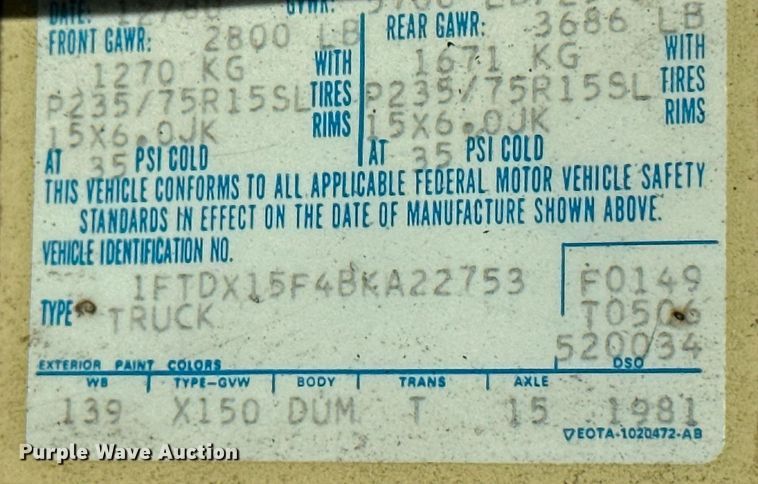 DATE: 12/80 GVWR:
FRONT GAWR: 2800 LB REAR GAWR: 3686 LB
1270 KG WITH 1671 KG WITH
P235/75R15SL TIRES P235/75R15SL TIRES
15X6.0JK RIMS 15X6.0JK RIMS
AT 35 PSI COLD AT 35 PSI COLD
THIS VEHICLE CONFORMS TO ALL APPLICABLE FEDERAL MOTOR VEHICLE SAFETY
STANDARDS IN EFFECT ON THE DATE OF MANUFACTURE SHOWN ABOVE.
VEHICLE IDENTIFICATION NO.
1FTDX15F4BKA22753 F0149
TYPE TRUCK T0506
520034
EXTERIOR PAINT COLORS DSO
WB TYPE-GVW BODY TRANS AXLE
139 X150 DUM T 15 1981
EOTA-1020472-AB
Purple Wave Auction